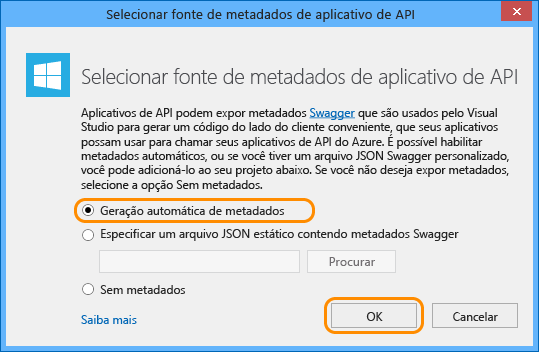 Selecionar fonte de metadados de aplicativo de API
Selecionar fonte de metadados de aplicativo de API
Aplicativos de API podem expor metadados Swagger que são usados pelo Visual
Studio para gerar um código do lado do cliente conveniente, que seus aplicativos
possam usar para chamar seus aplicativos de API do Azure. É possível habilitar
metadados automáticos, ou se você tiver um arquivo JSON Swagger personalizado,
você pode adicioná-lo ao seu projeto abaixo. Se você não deseja expor metadados,
selecione a opção Sem metadados.
Geração automática de metadados
Especificar um arquivo JSON estático contendo metadados Swagger
Procurar
Sem metadados
Saiba mais
OK
Cancelar